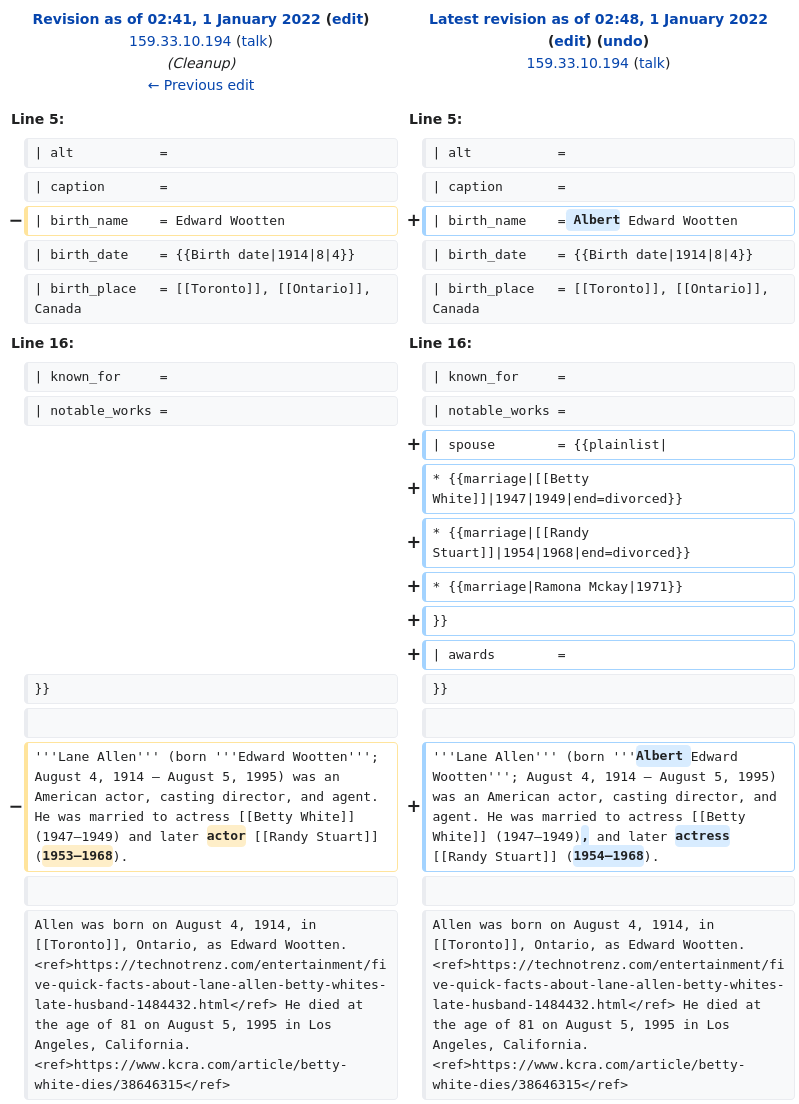 Revision as of 02:41, 1 January 2022 (edit)
159.33.10.194 (talk)
(Cleanup)
← Previous edit
Latest revision as of 02:48, 1 January 2022
(edit) (undo)
159.33.10.194 (talk)
Line 5:
Line 5:
| alt           =
| alt           =
| caption       =
| caption       =
− | birth_name    = Edward Wootten
+ | birth_name    = Albert Edward Wootten
| birth_date    = {{Birth date|1914|8|4}}
| birth_date    = {{Birth date|1914|8|4}}
| birth_place   = [[Toronto]], [[Ontario]],
Canada
| birth_place   = [[Toronto]], [[Ontario]],
Canada
Line 16:
Line 16:
| known_for     =
| known_for     =
| notable_works =
| notable_works =
+ | spouse        = {{plainlist|
+ * {{marriage|[[Betty
White]]|1947|1949|end=divorced}}
+ * {{marriage|[[Randy
Stuart]]|1954|1968|end=divorced}}
+ * {{marriage|Ramona Mckay|1971}}
+ }}
+ | awards        =
}}
}}
− '''Lane Allen''' (born '''Edward Wootten''';
August 4, 1914 – August 5, 1995) was an
American actor, casting director, and agent.
He was married to actress [[Betty White]]
(1947–1949) and later actor [[Randy Stuart]]
(1953–1968).
+ '''Lane Allen''' (born '''Albert Edward
Wootten'''; August 4, 1914 – August 5, 1995)
was an American actor, casting director, and
agent. He was married to actress [[Betty
White]] (1947–1949), and later actress
[[Randy Stuart]] (1954–1968).
Allen was born on August 4, 1914, in
[[Toronto]], Ontario, as Edward Wootten.
<ref>https://technotrenz.com/entertainment/fi
ve-quick-facts-about-lane-allen-betty-whites-
late-husband-1484432.html</ref> He died at
the age of 81 on August 5, 1995 in Los
Angeles, California.
<ref>https://www.kcra.com/article/betty-
white-dies/38646315</ref>
Allen was born on August 4, 1914, in
[[Toronto]], Ontario, as Edward Wootten.
<ref>https://technotrenz.com/entertainment/fi
ve-quick-facts-about-lane-allen-betty-whites-
late-husband-1484432.html</ref> He died at
the age of 81 on August 5, 1995 in Los
Angeles, California.
<ref>https://www.kcra.com/article/betty-
white-dies/38646315</ref>